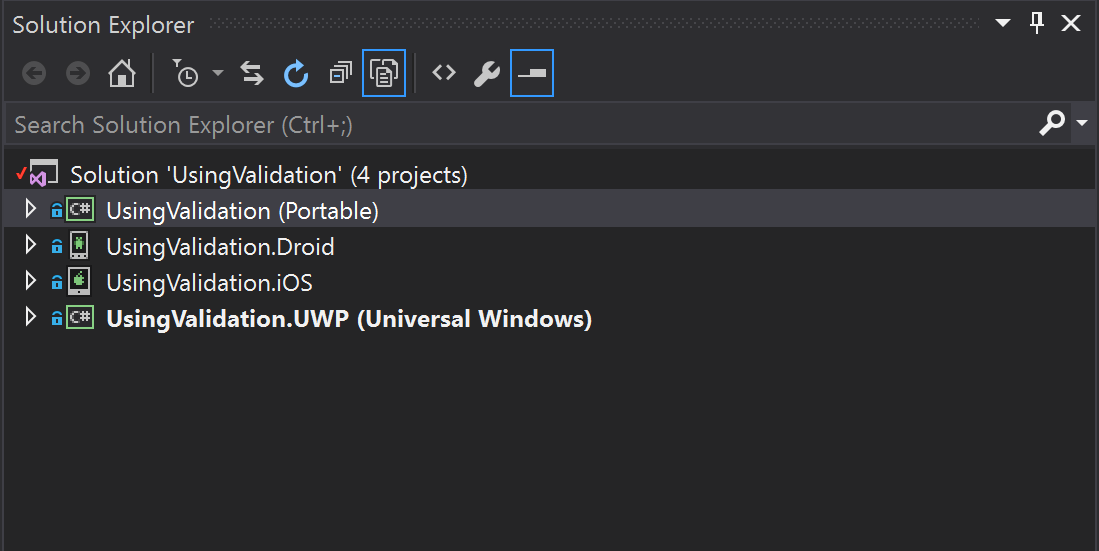 Solution Explorer
Search Solution Explorer (Ctrl+;)
Solution 'UsingValidation' (4 projects)
C# UsingValidation (Portable)
UsingValidation.Droid
UsingValidation.iOS
C# UsingValidation.UWP (Universal Windows)